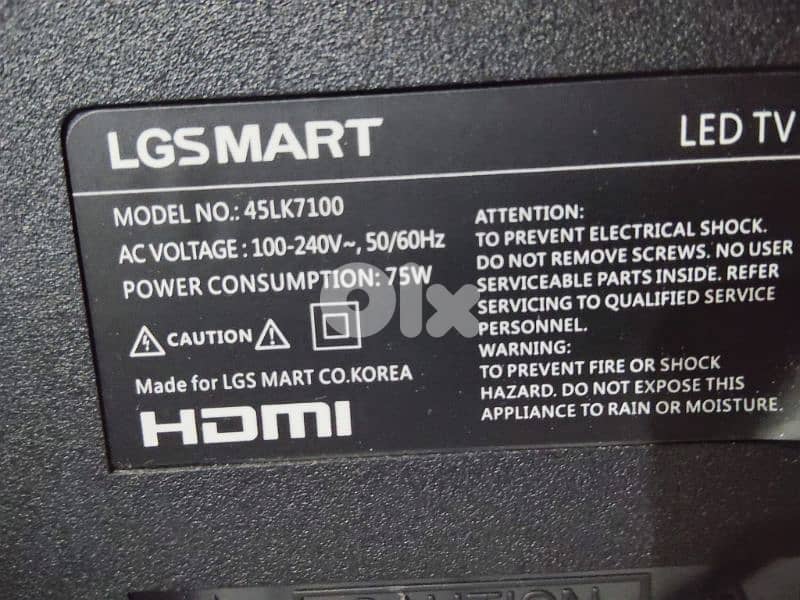 LGSMART
LED TV
MODEL NO.: 45LK7100
AC VOLTAGE : 100-240V~, 50/60Hz
POWER CONSUMPTION: 75W
CAUTION
Made for LGS MART CO.KOREA
HDMI
ATTENTION:
TO PREVENT ELECTRICAL SHOCK.
DO NOT REMOVE SCREWS. NO USER
SERVICEABLE PARTS INSIDE. REFER
SERVICING TO QUALIFIED SERVICE
PERSONNEL.
WARNING:
TO PREVENT FIRE OR SHOCK
HAZARD. DO NOT EXPOSE THIS
APPLIANCE TO RAIN OR MOISTURE.
olx
CAUTION